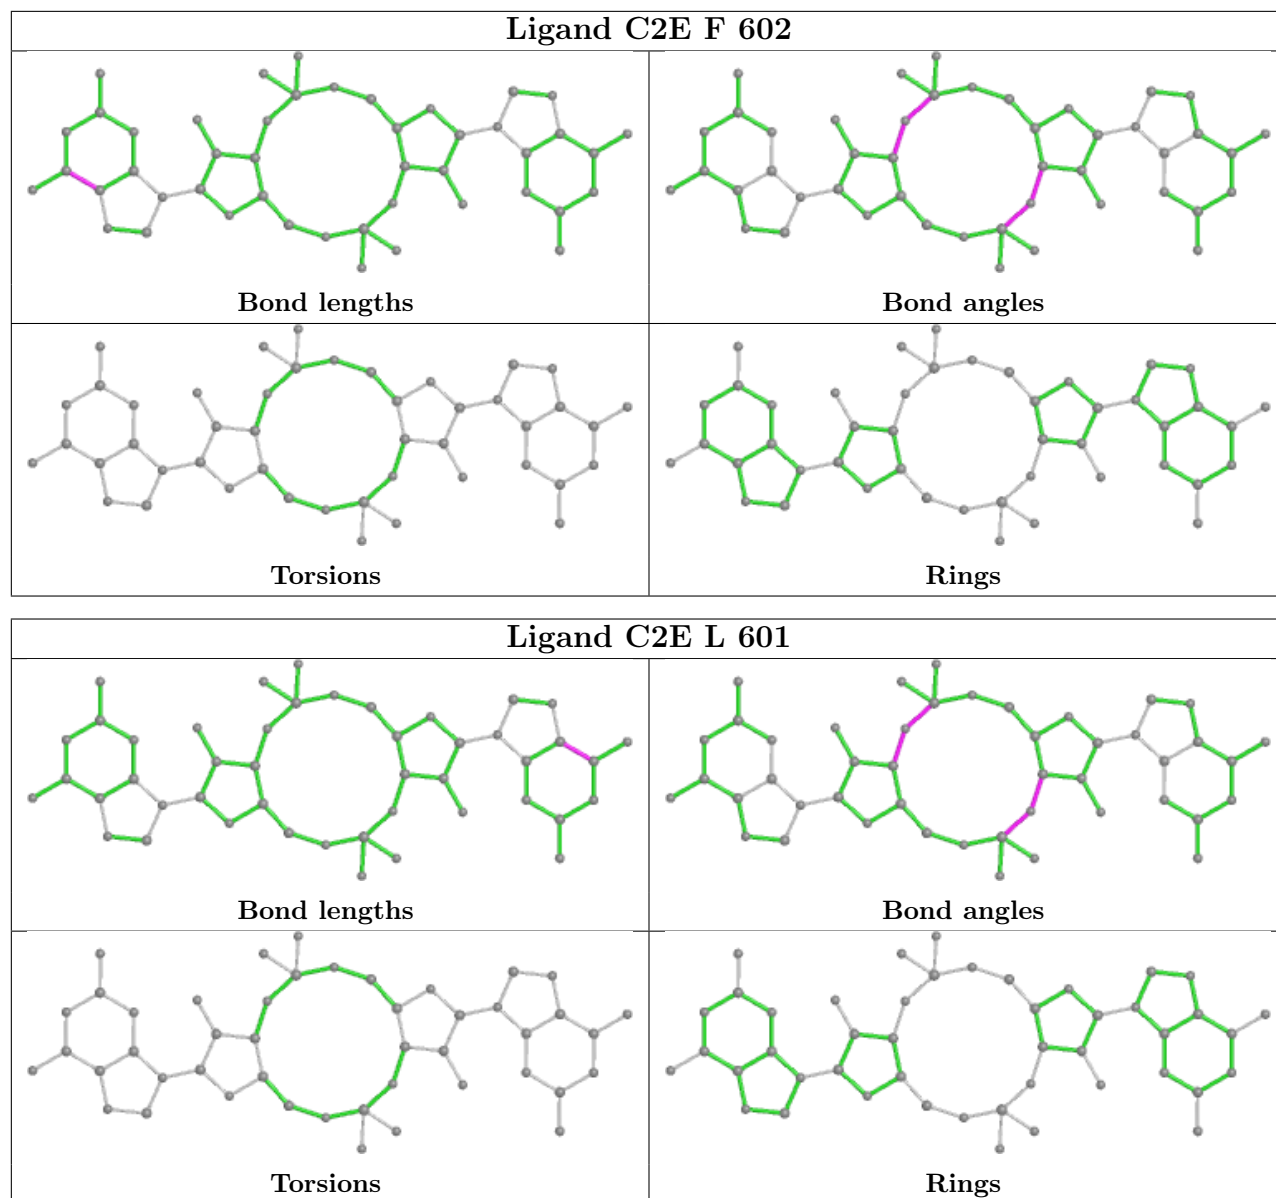 Ligand C2E F 602
Bond lengths
Bond angles
Torsions
Rings
Ligand C2E L 601
Bond lengths
Bond angles
Torsions
Rings